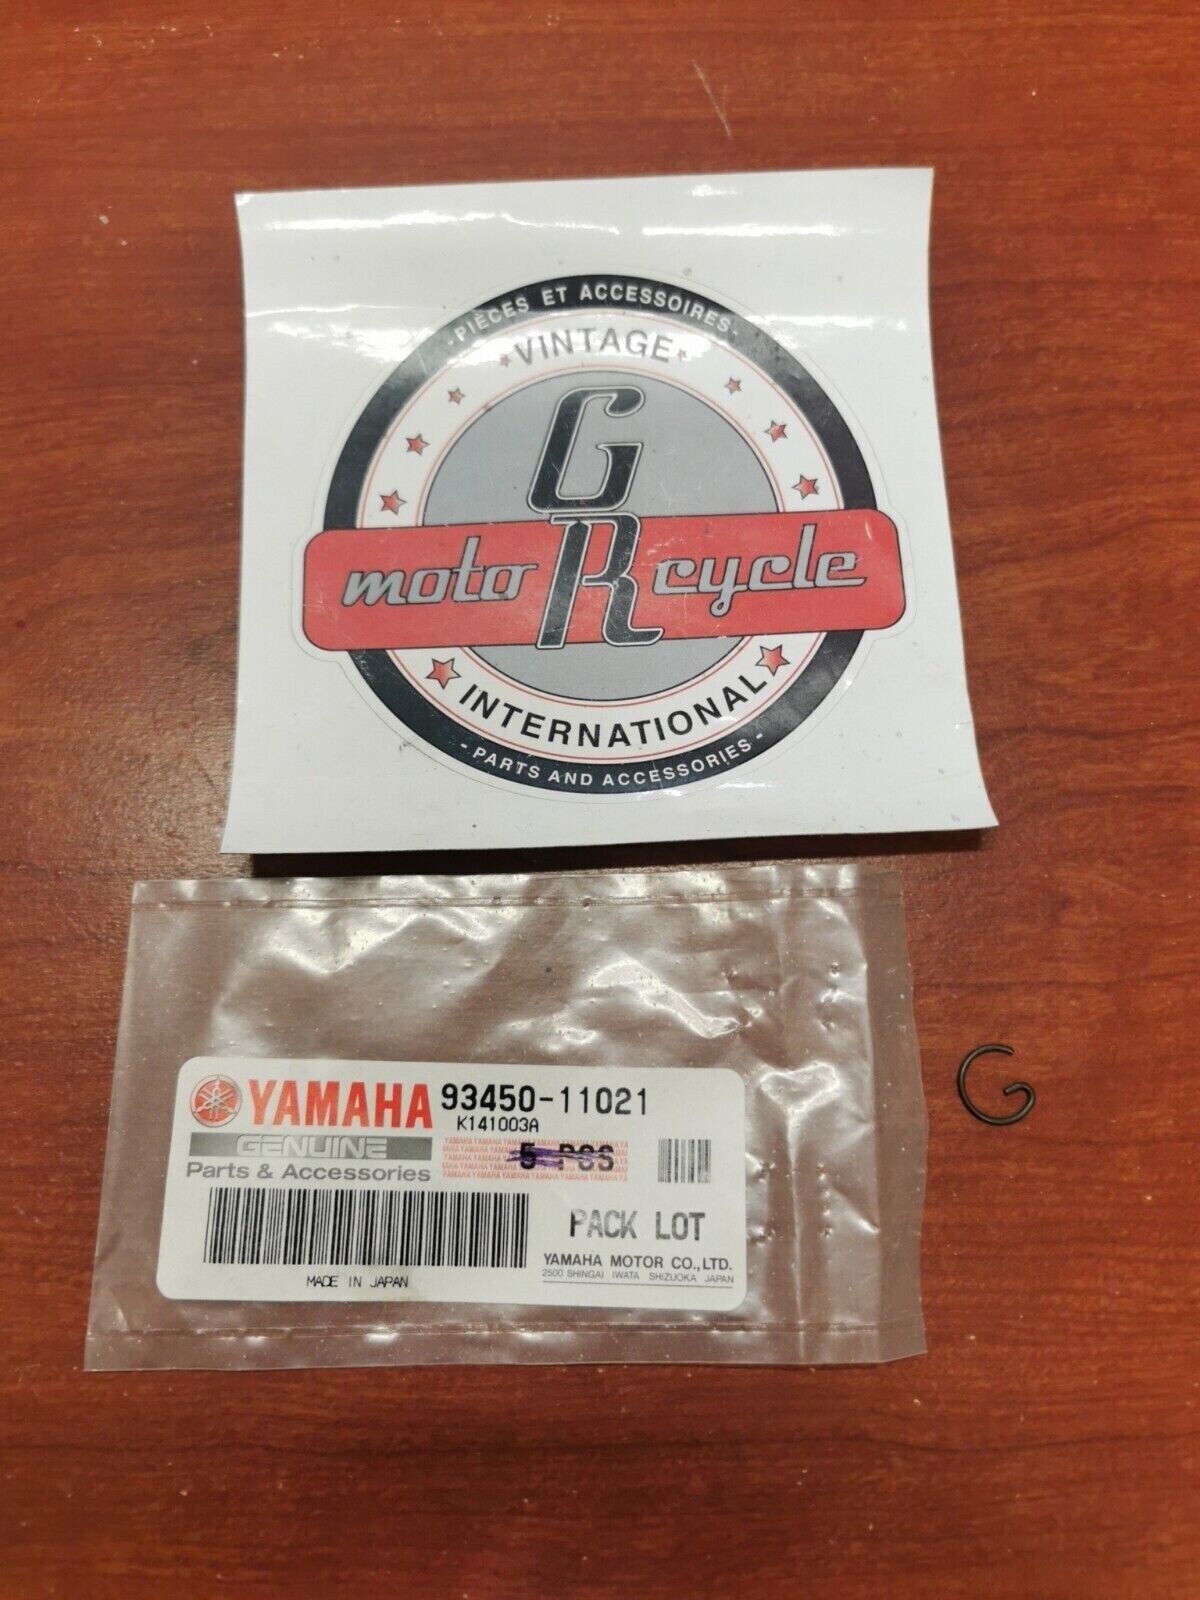 - PIÈCES ET ACCESSOIRES -
VINTAGE
G
moto R cycle
INTERNATIONAL
- PARTS AND ACCESSORIES -
YAMAHA 93450-11021
K141003A
GENUINE
5 PCS
Parts & Accessories
PACK LOT
YAMAHA MOTOR CO.,LTD.
2500 SHINGAI IWATA SHIZUOKA JAPAN
MADE IN JAPAN